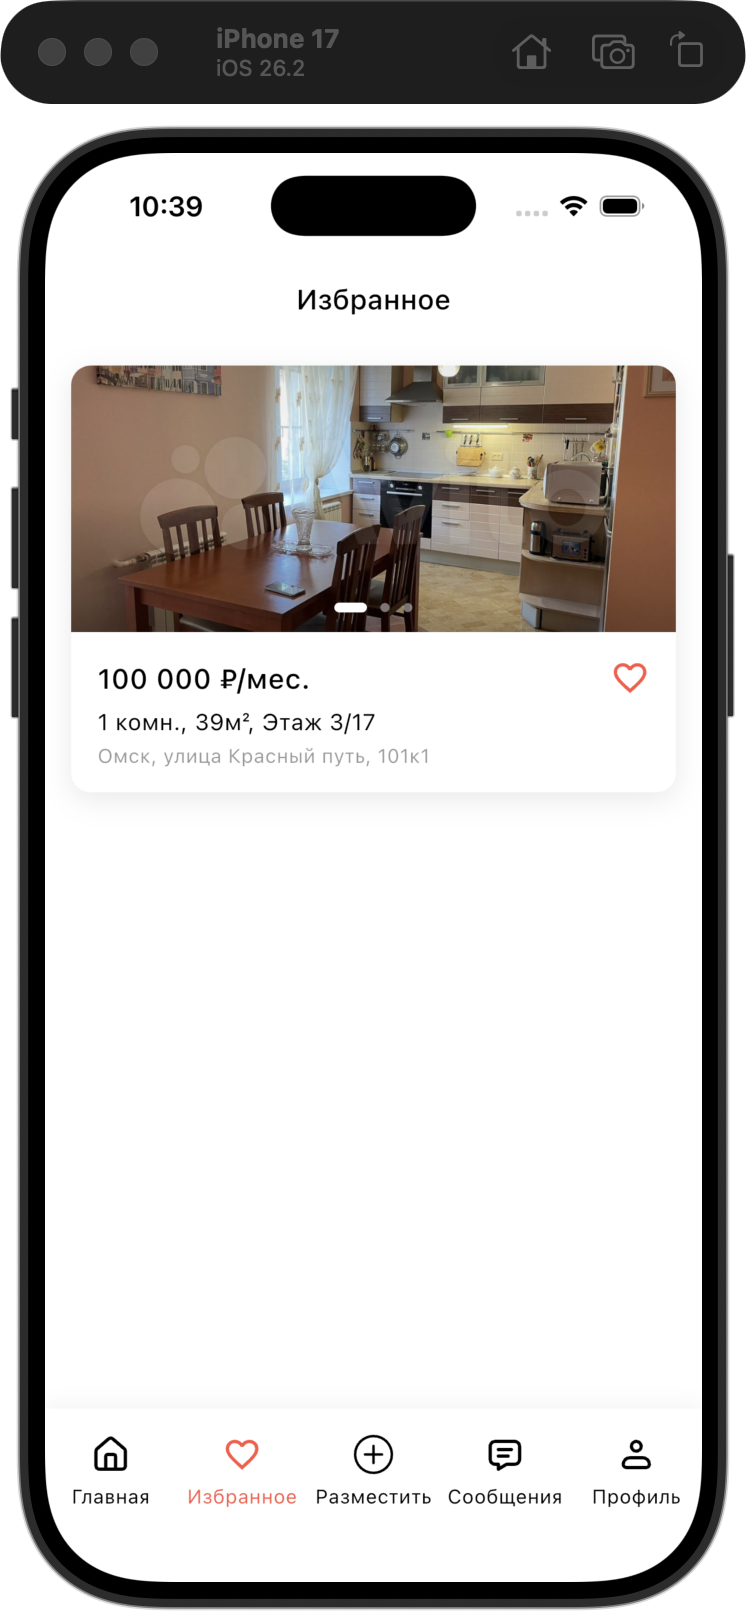 iPhone 17
iOS 26.2
10:39
Избранное
100 000 ₽/мес.
1 комн., 39м², Этаж 3/17
Омск, улица Красный путь, 101к1
Главная
Избранное
Разместить
Сообщения
Профиль